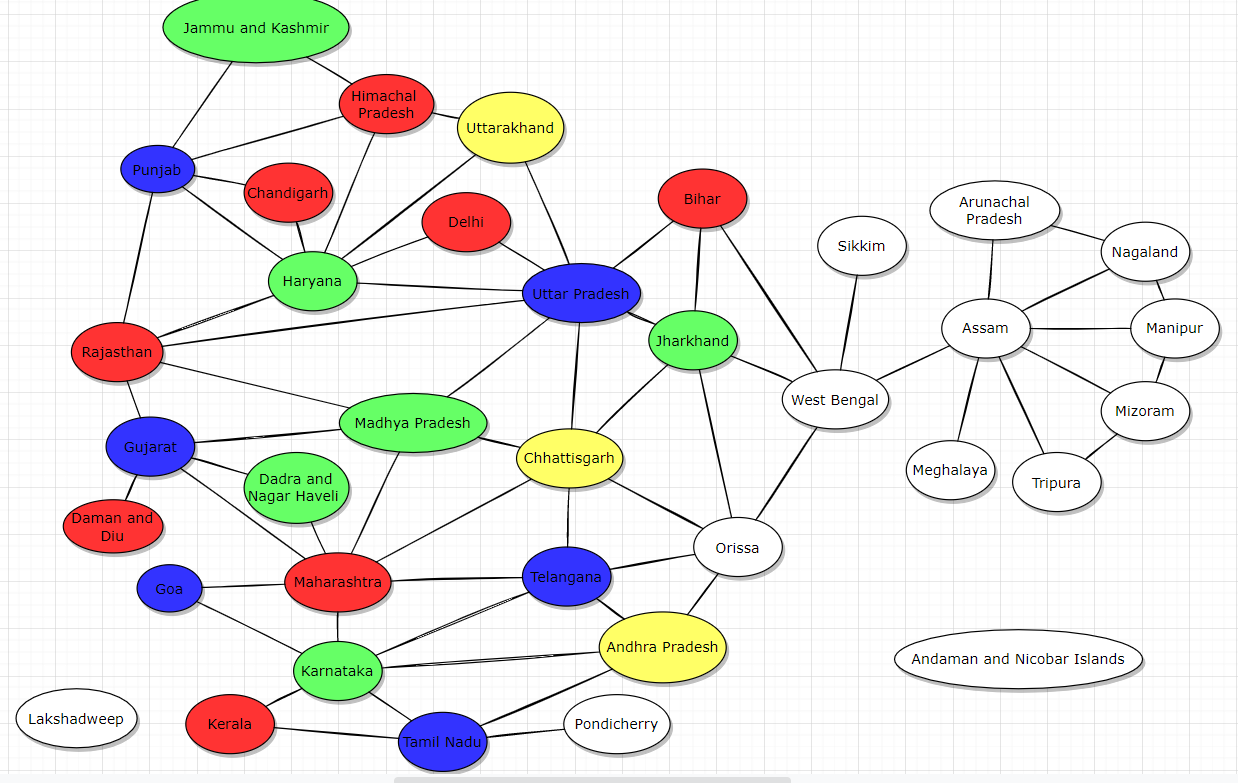 Jammu and Kashmir
Himachal
Pradesh
Uttarakhand
Punjab
Chandigarh
Bihar
Arunachal
Pradesh
Delhi
Sikkim
Nagaland
Haryana
Uttar Pradesh
Assam
Manipur
Jharkhand
Rajasthan
West Bengal
Mizoram
Madhya Pradesh
Gujarat
Chhattisgarh
Meghalaya
Dadra and
Nagar Haveli
Tripura
Daman and
Diu
Orissa
Telangana
Maharashtra
Goa
Andhra Pradesh
Andaman and Nicobar Islands
Karnataka
Lakshadweep
Kerala
Pondicherry
Tamil Nadu